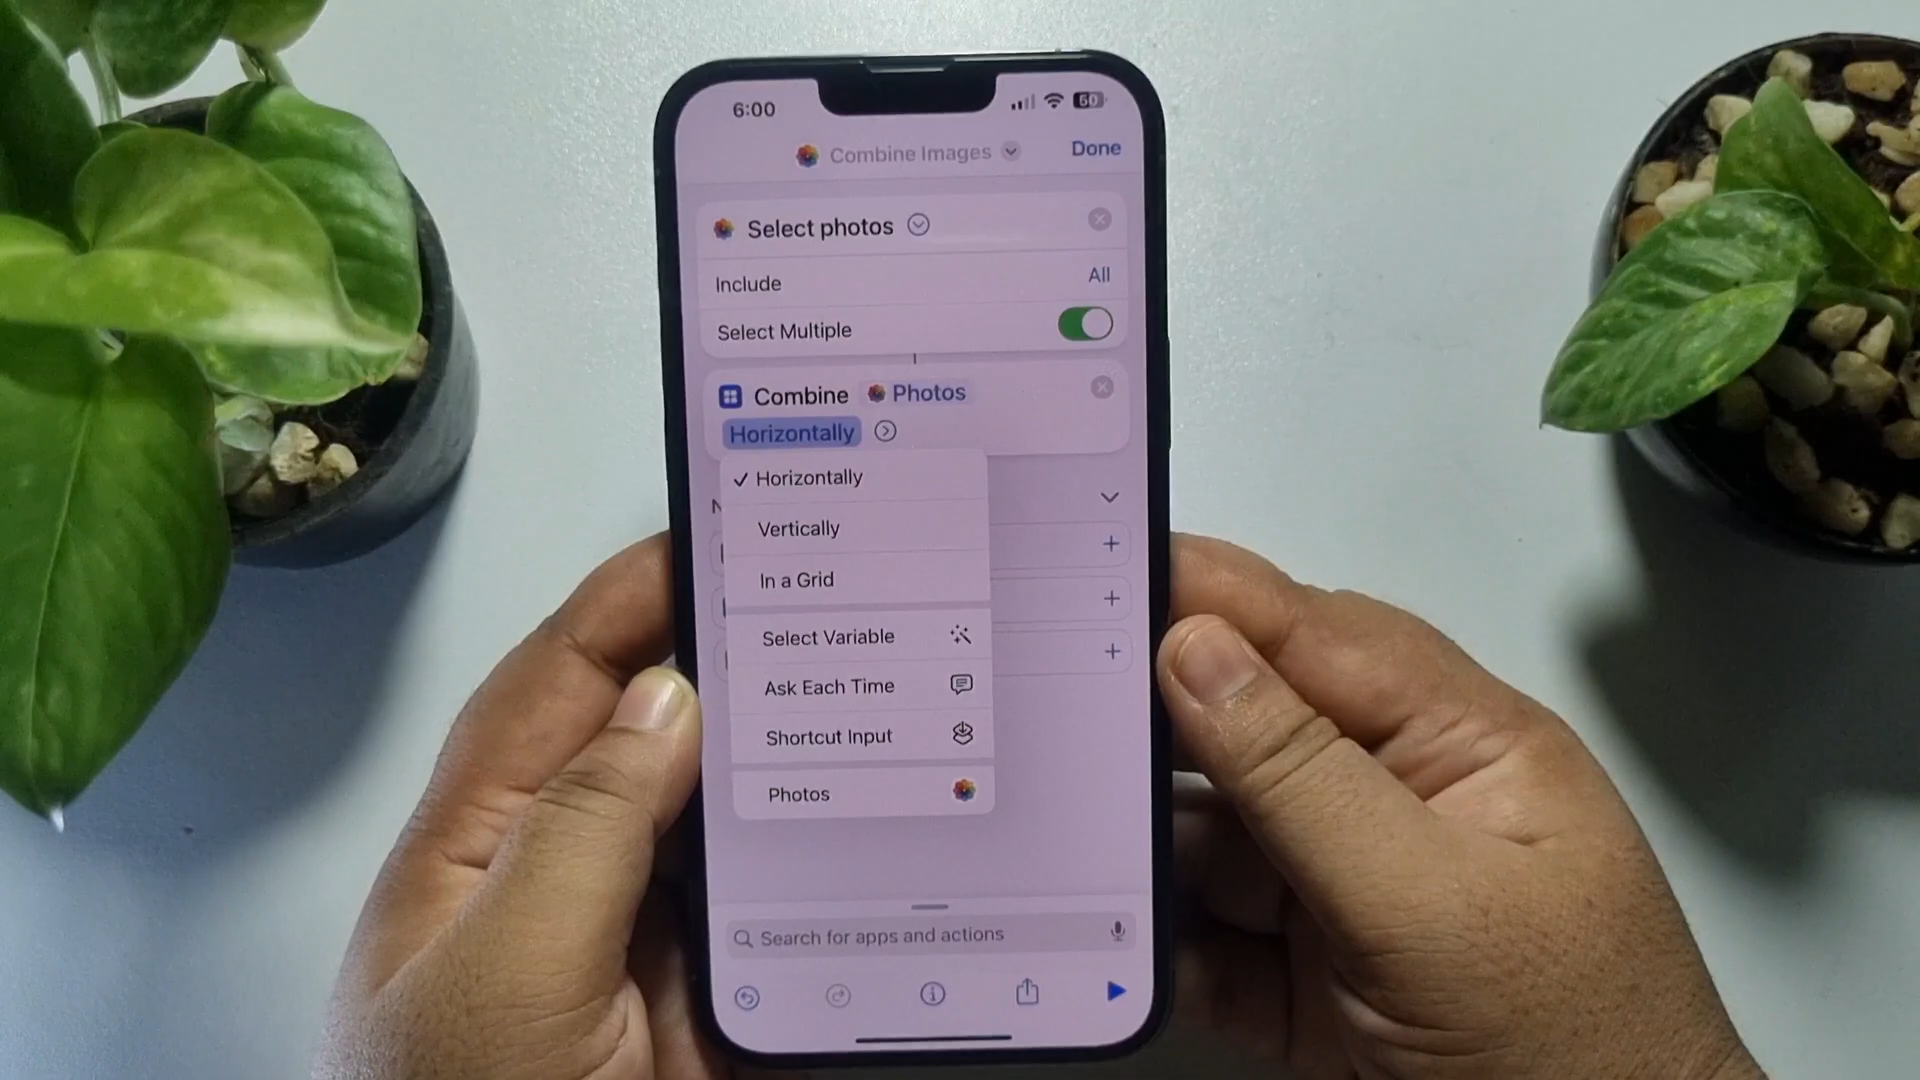 6:00
60
Combine Images
Done
Select photos
Include
All
Select Multiple
Combine Photos
Horizontally
Horizontally
Vertically
In a Grid
Select Variable
Ask Each Time
Shortcut Input
Photos
Search for apps and actions